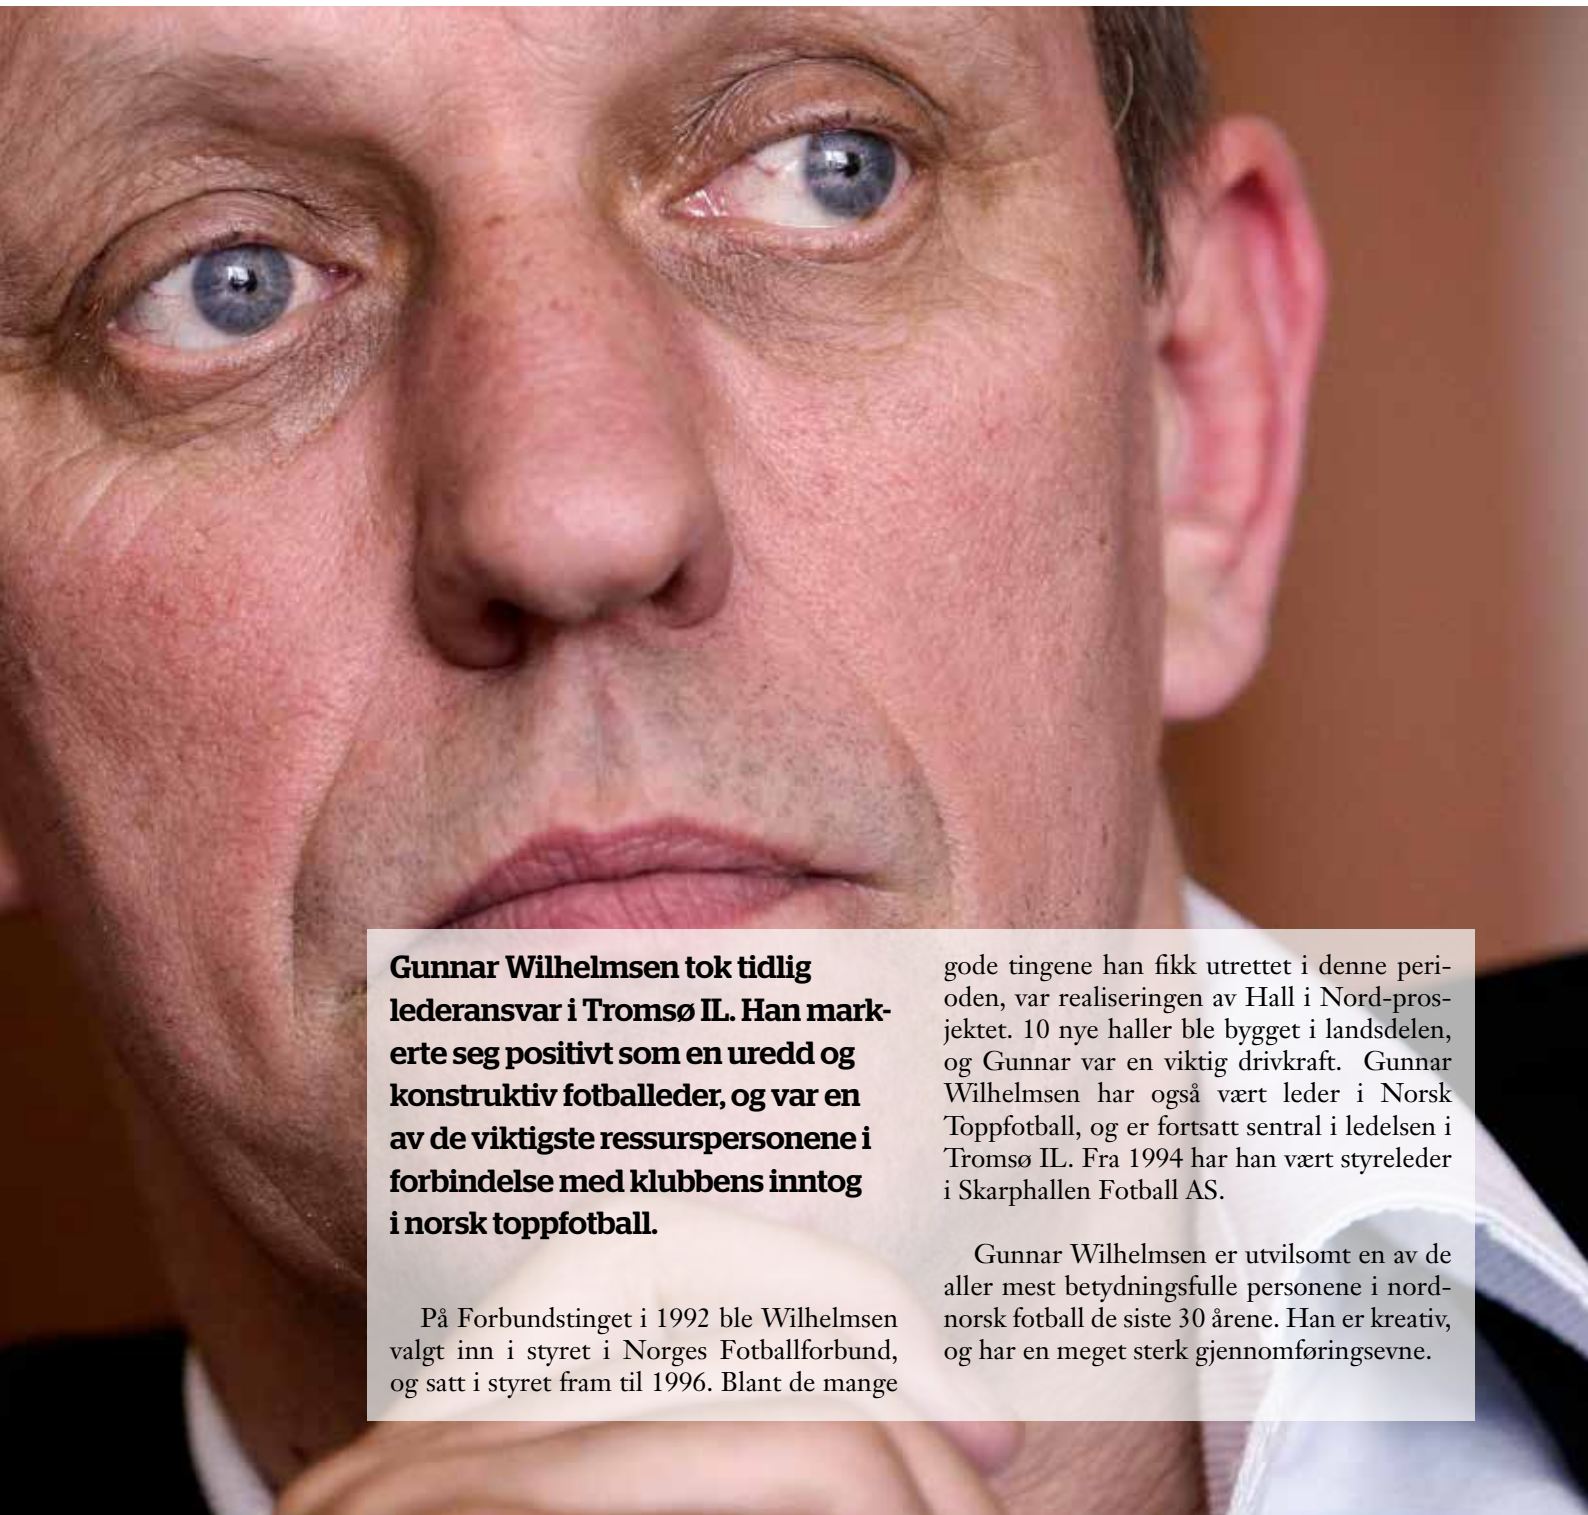 Gunnar Wilhelmsen tok tidlig
lederansvar i Tromsø IL. Han mark-
erte seg positivt som en uredd og
konstruktiv fotballeder, og var en
av de viktigste ressurspersonene i
forbindelse med klubbens inntog
i norsk toppfotball.
På Forbundstinget i 1992 ble Wilhelmsen
valgt inn i styret i Norges Fotballforbund,
og satt i styret fram til 1996. Blant de mange
gode tingene han fikk utrettet i denne peri-
oden, var realiseringen av Hall i Nord-pros-
jektet. 10 nye haller ble bygget i landsdelen,
og Gunnar var en viktig drivkraft. Gunnar
Wilhelmsen har også vært leder i Norsk
Toppfotball, og er fortsatt sentral i ledelsen i
Tromsø IL. Fra 1994 har han vært styreleder
i Skarphallen Fotball AS.
Gunnar Wilhelmsen er utvilsomt en av de
aller mest betydningsfulle personene i nord-
norsk fotball de siste 30 årene. Han er kreativ,
og har en meget sterk gjennomføringsevne.